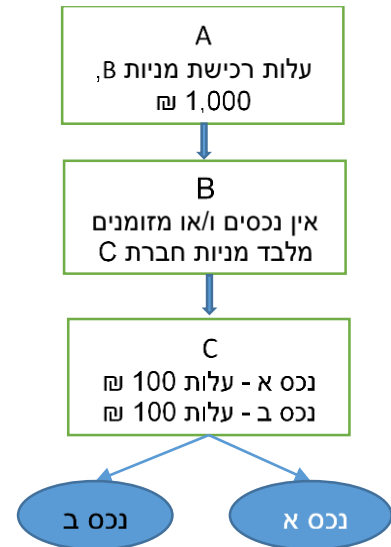 A
עלות רכישת מניות B,
1,000 ₪
B
אין נכסים ו/או מזומנים
מלבד מניות חברת C
C
נכס א - עלות 100 ₪
נכס ב - עלות 100 ₪
נכס א
נכס ב